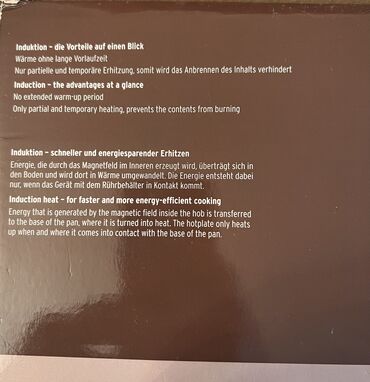 Induktion – die Vorteile auf einen Blick
Wärme ohne lange Vorlaufzeit
Nur partielle und temporäre Erhitzung, somit wird das Anbrennen des Inhalts verhindert
Induction – the advantages at a glance
No extended warm-up period
Only partial and temporary heating, prevents the contents from burning
Induktion – schneller und energiesparender Erhitzen
Energie, die durch das Magnetfeld im Inneren erzeugt wird, überträgt sich in
den Boden und wird dort in Wärme umgewandelt. Die Energie entsteht dabei
nur, wenn das Gerät mit dem Rührbehälter in Kontakt kommt.
Induction heat – for faster and more energy-efficient cooking
Energy that is generated by the magnetic field inside the hob is transferred
to the base of the pan, where it is turned into heat. The hotplate only heats
up when and where it comes into contact with the base of the pan.